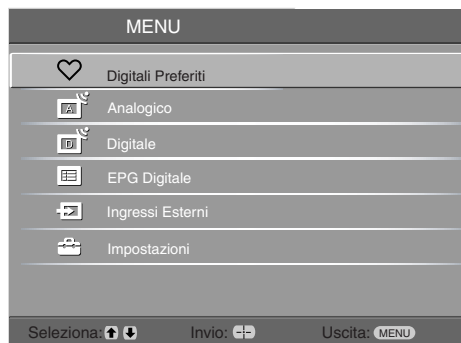 MENU
Digitali Preferiti
A Analogico
D Digitale
EPG Digitale
Ingressi Esterni
Impostazioni
Seleziona: Invio: Uscita: MENU